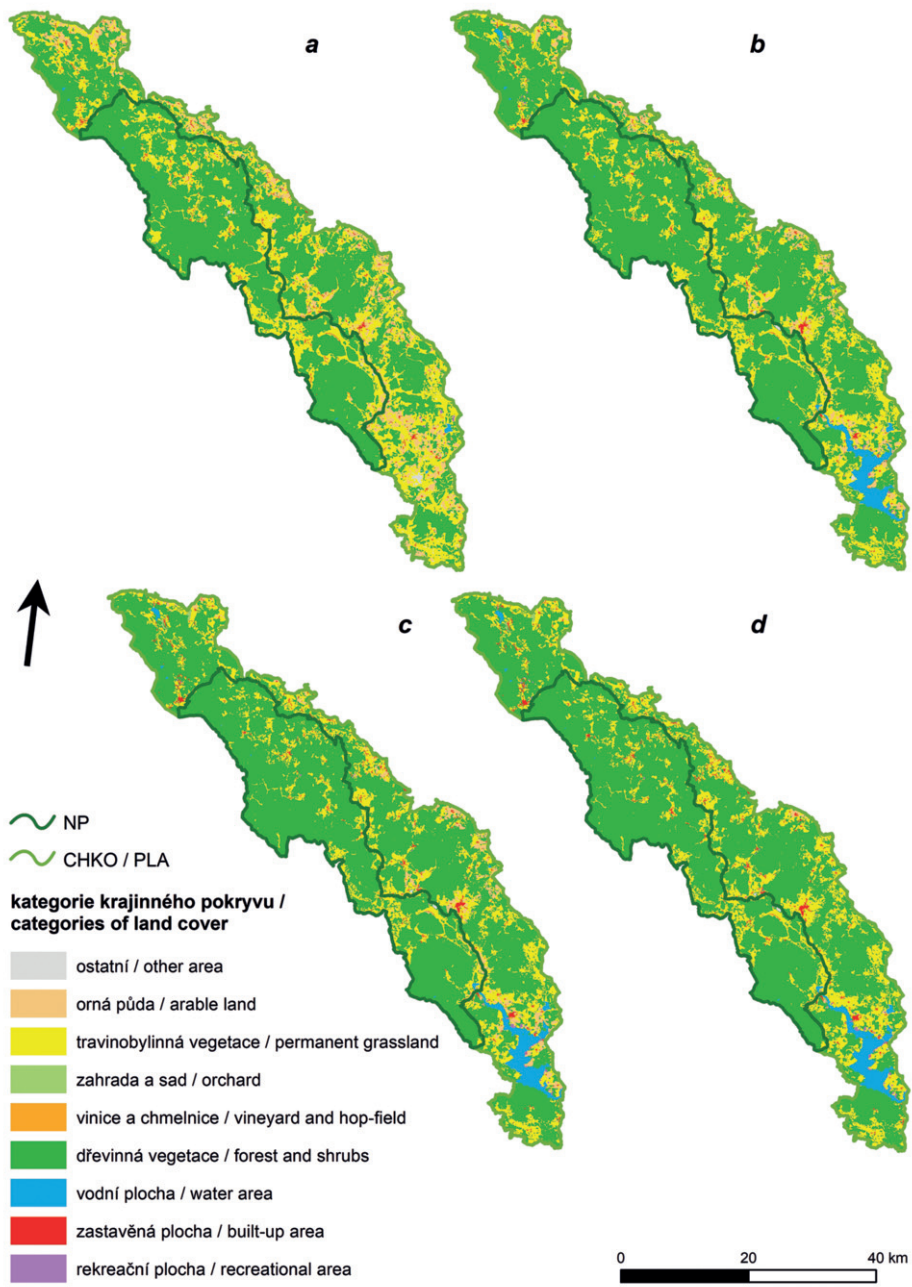 a
b
c
d
NP
CHKO / PLA
kategorie krajinného pokryvu /
categories of land cover
ostatní / other area
orná půda / arable land
travinobylinná vegetace / permanent grassland
zahrada a sad / orchard
vinice a chmelnice / vineyard and hop-field
dřevinná vegetace / forest and shrubs
vodní plocha / water area
zastavěná plocha / built-up area
rekreační plocha / recreational area
0 20 40 km